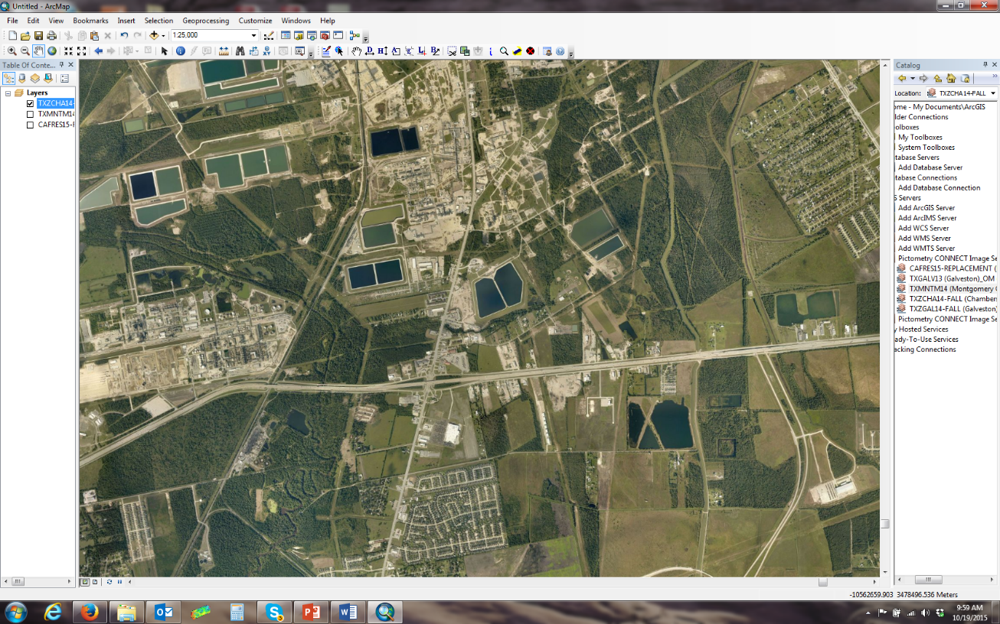 Untitled - ArcMap
File Edit View Bookmarks Insert Selection Geoprocessing Customize Windows Help
1:25,000
Table Of Conte...
Layers
TXZCHA14-
TXMNTM14
CAFRES15-F
Catalog
Location: TXZCHA14-FALL
ome - My Documents\ArcGIS
lder Connections
oolboxes
My Toolboxes
System Toolboxes
tabase Servers
Add Database Server
tabase Connections
Add Database Connection
S Servers
Add ArcGIS Server
Add ArcIMS Server
Add WCS Server
Add WMS Server
Add WMTS Server
Pictometry CONNECT Image Se
CAFRES15-REPLACEMENT (
TXGALV13 (Galveston)_OM
TXMNTM14 (Montgomery C
TXZCHA14-FALL (Chambers
TXZGAL14-FALL (Galveston)
Pictometry CONNECT Image Se
y Hosted Services
eady-To-Use Services
acking Connections
-10562659.903 3478496.536 Meters
9:59 AM
10/19/2015